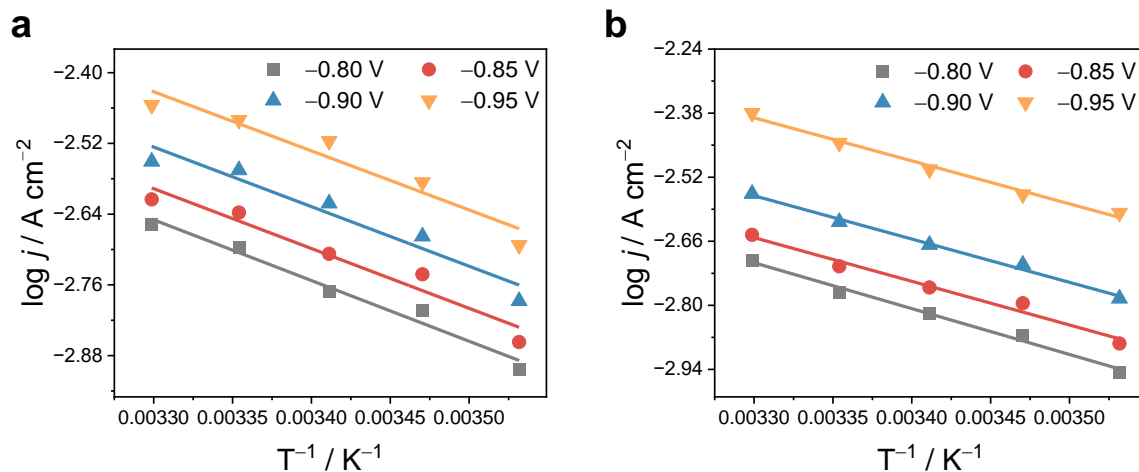 a
−0.80 V
−0.85 V
−0.90 V
−0.95 V
log j / A cm⁻²
−2.40
−2.52
−2.64
−2.76
−2.88
0.00330
0.00335
0.00340
0.00345
0.00350
T⁻¹ / K⁻¹
b
−0.80 V
−0.85 V
−0.90 V
−0.95 V
log j / A cm⁻²
−2.24
−2.38
−2.52
−2.66
−2.80
−2.94
0.00330
0.00335
0.00340
0.00345
0.00350
T⁻¹ / K⁻¹